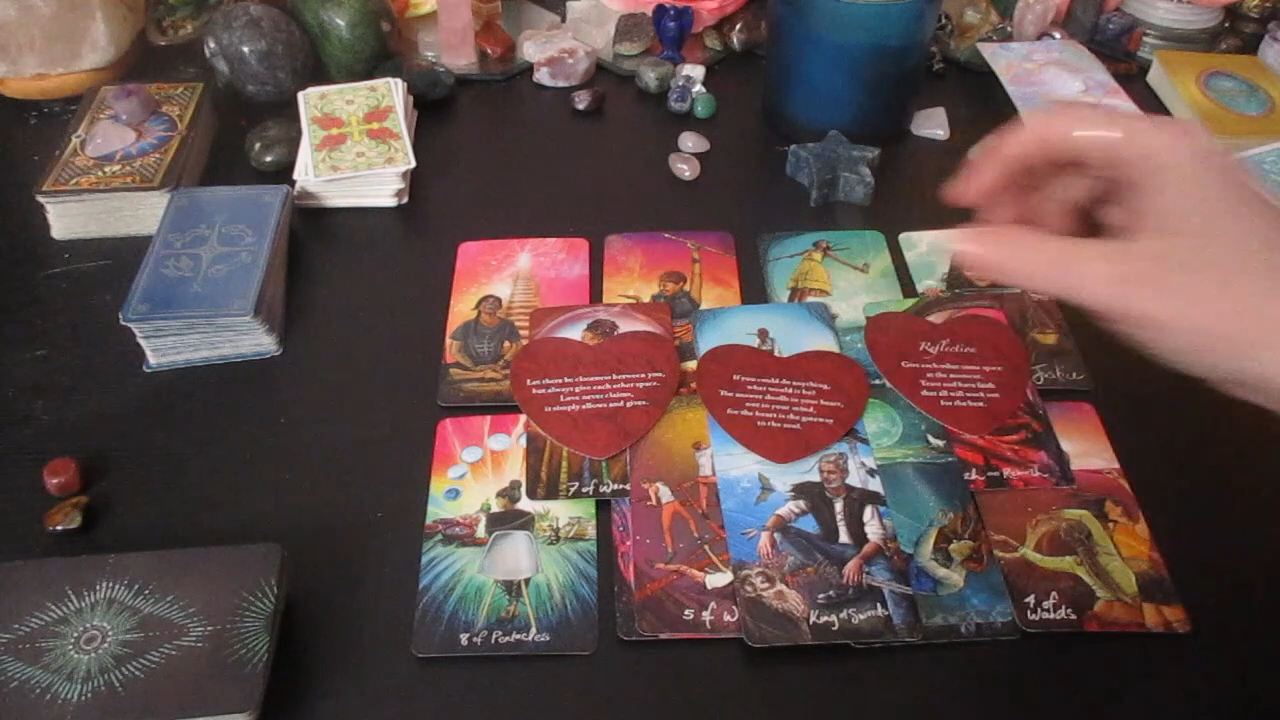 Let there be closeness between you,
but always give each other space.
Love never claims,
it simply allows and gives.
If you could do anything,
what would it be?
The answer dwells in your heart,
not in your mind,
for the heart is the gateway
to the soul.
Reflection
Give each other some space
at the moment.
Trust and have faith
that all will work out
for the best.
Justice
7 of Wand
8 of Pentacles
5 of W
King of Swords
4 of
Wands